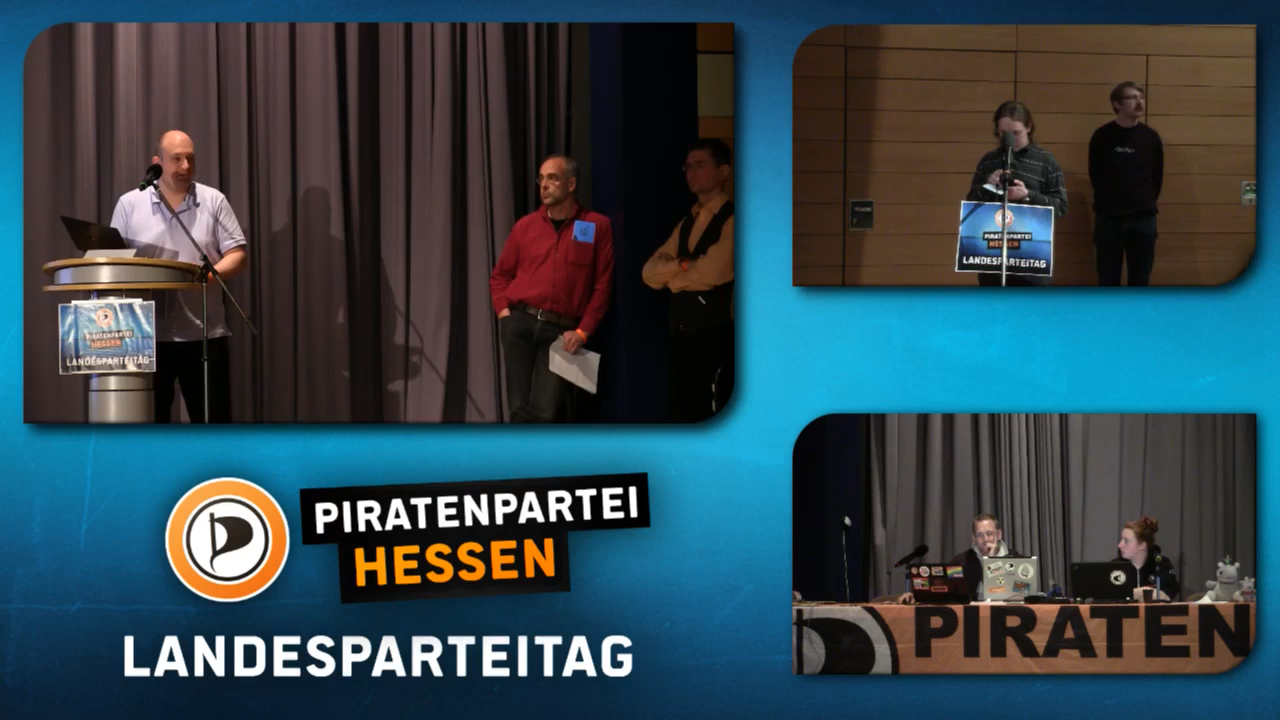 PIRATENPARTEI
HESSEN
LANDESPARTEITAG
PIRATENPARTEI
HESSEN
LANDESPARTEITAG
PIRATEN
PIRATENPARTEI
HESSEN
LANDESPARTEITAG